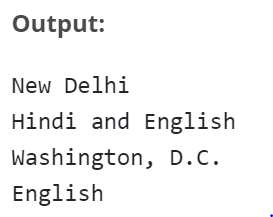 Output:
New Delhi
Hindi and English
Washington, D.C.
English